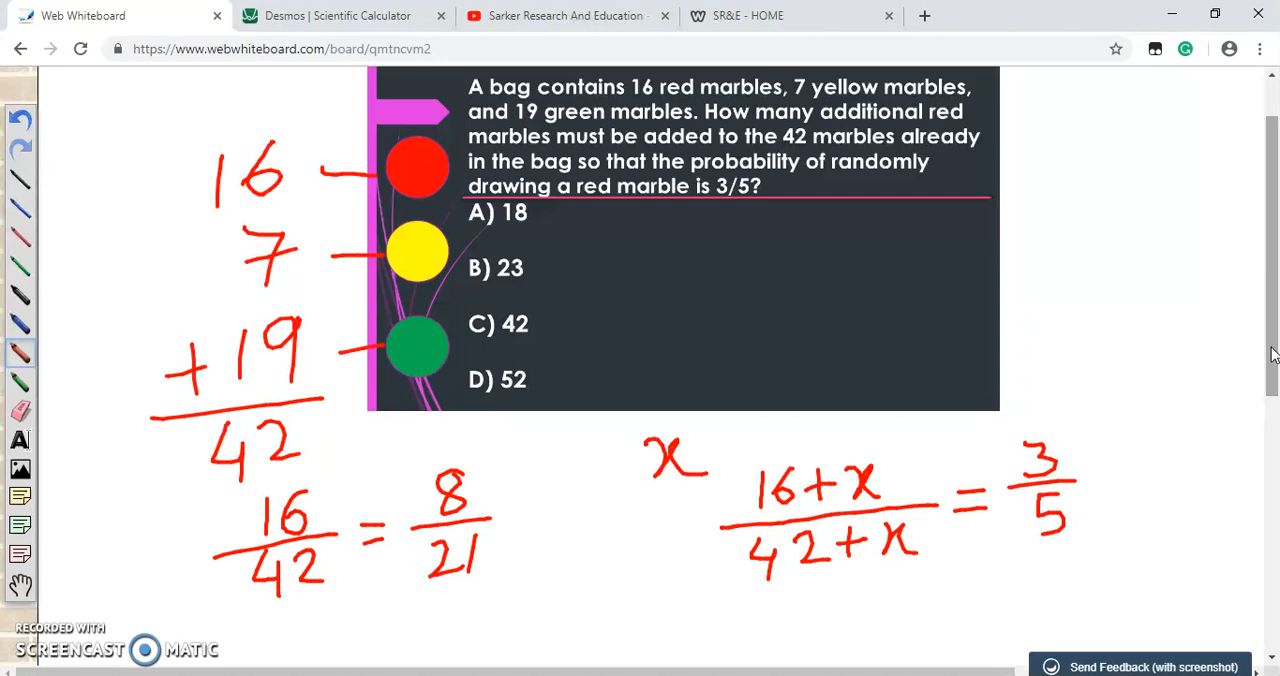 Web Whiteboard
Desmos | Scientific Calculator
Sarker Research And Education -
SR&E - HOME
https://www.webwhiteboard.com/board/qmtncvm2
A bag contains 16 red marbles, 7 yellow marbles,
and 19 green marbles. How many additional red
marbles must be added to the 42 marbles already
in the bag so that the probability of randomly
drawing a red marble is 3/5?
A) 18
B) 23
C) 42
D) 52
16
7
+ 19
42
16/42 = 8/21
x
16+x/42+x = 3/5
A
RECORDED WITH
SCREENCAST MATIC
Send Feedback (with screenshot)